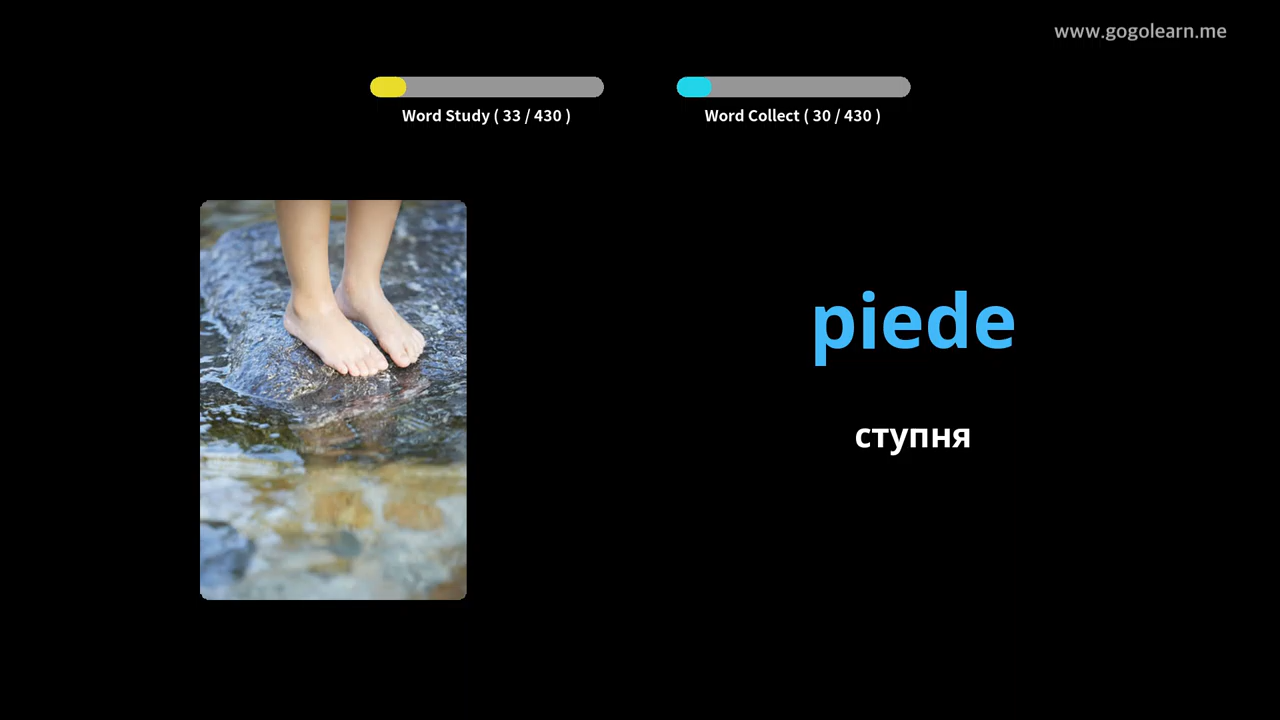 www.gogolearn.me
Word Study ( 33 / 430 )
Word Collect ( 30 / 430 )
piede
ступня